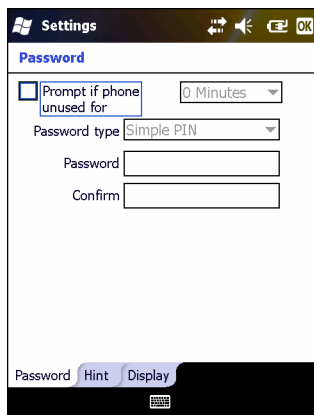 Settings OK
Password
Prompt if phone 0 Minutes
unused for
Password type Simple PIN
Password
Confirm
Password Hint Display